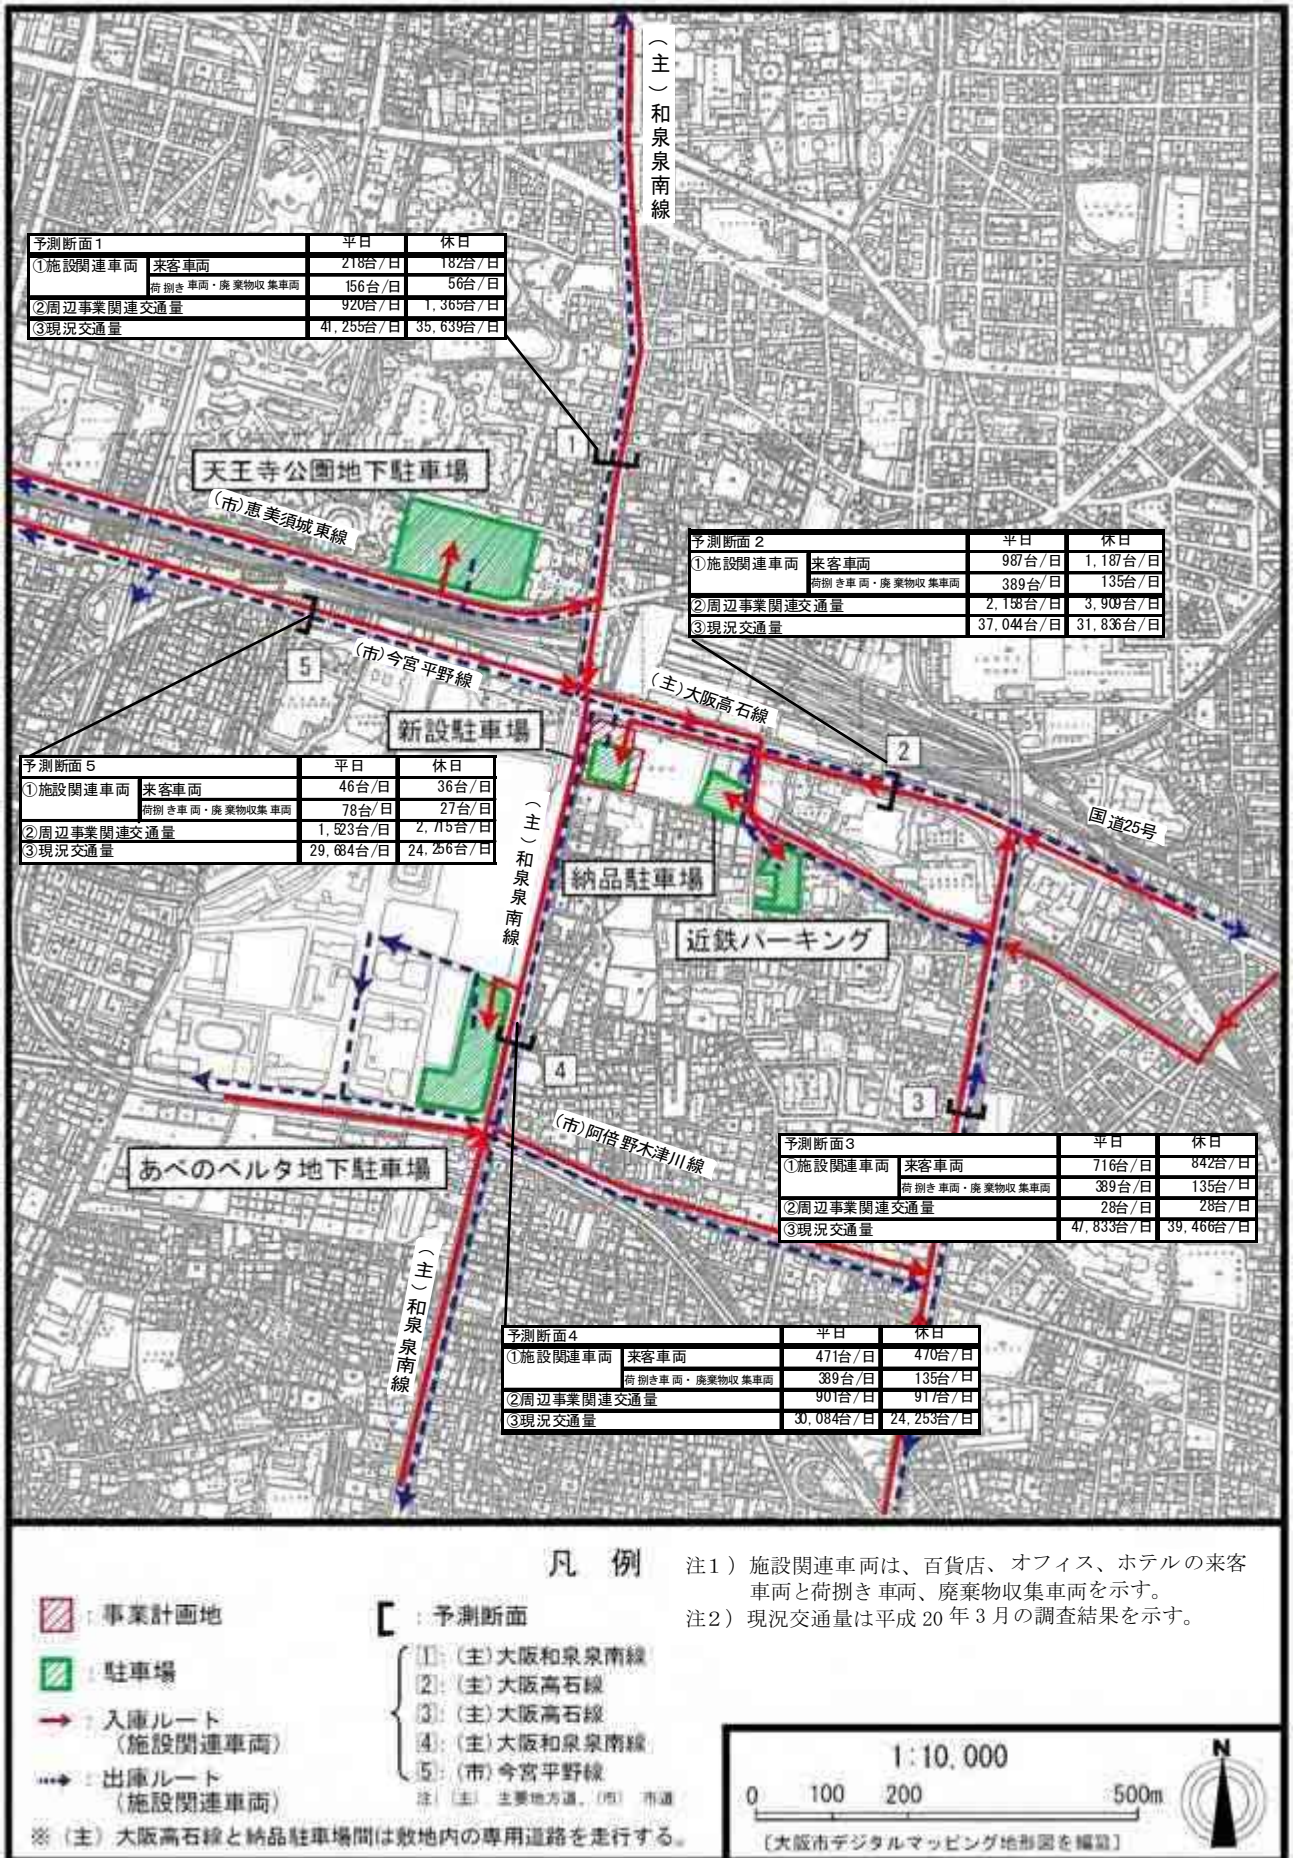 (主)和泉泉南線
予測断面1 平日 休日
①施設関連車両 来客車両 218台/日 182台/日
荷捌き車両・廃棄物収集車両 156台/日 56台/日
②周辺事業関連交通量 920台/日 1,365台/日
③現況交通量 41,255台/日 35,639台/日
1
天王寺公園地下駐車場
(市)恵美須城東線
予測断面2 平日 休日
①施設関連車両 来客車両 987台/日 1,187台/日
荷捌き車両・廃棄物収集車両 389台/日 135台/日
②周辺事業関連交通量 2,158台/日 3,909台/日
③現況交通量 37,044台/日 31,836台/日
5
(市)今宮平野線
(主)大阪高石線
新設駐車場
2
国道25号
予測断面5 平日 休日
①施設関連車両 来客車両 46台/日 36台/日
荷捌き車両・廃棄物収集車両 78台/日 27台/日
②周辺事業関連交通量 1,523台/日 2,715台/日
③現況交通量 29,684台/日 24,256台/日
(主)和泉泉南線
納品駐車場
近鉄パーキング
4
3
(市)阿倍野木津川線
あべのベルタ地下駐車場
予測断面3 平日 休日
①施設関連車両 来客車両 716台/日 842台/日
荷捌き車両・廃棄物収集車両 389台/日 135台/日
②周辺事業関連交通量 28台/日 28台/日
③現況交通量 47,833台/日 39,466台/日
(主)和泉泉南線
予測断面4 平日 休日
①施設関連車両 来客車両 471台/日 470台/日
荷捌き車両・廃棄物収集車両 389台/日 135台/日
②周辺事業関連交通量 901台/日 917台/日
③現況交通量 30,084台/日 24,253台/日
凡 例
:事業計画地
:駐車場
:入庫ルート
(施設関連車両)
:出庫ルート
(施設関連車両)
:予測断面
1:(主)大阪和泉泉南線
2:(主)大阪高石線
3:(主)大阪高石線
4:(主)大阪和泉泉南線
5:(市)今宮平野線
注)(主) 主要地方道、(市) 市道
※(主)大阪高石線と納品駐車場間は敷地内の専用道路を走行する。
注1)施設関連車両は、百貨店、オフィス、ホテルの来客
車両と荷捌き車両、廃棄物収集車両を示す。
注2)現況交通量は平成20年3月の調査結果を示す。
1:10,000
0 100 200 500m
N
[大阪市デジタルマッピング地形図を編纂]